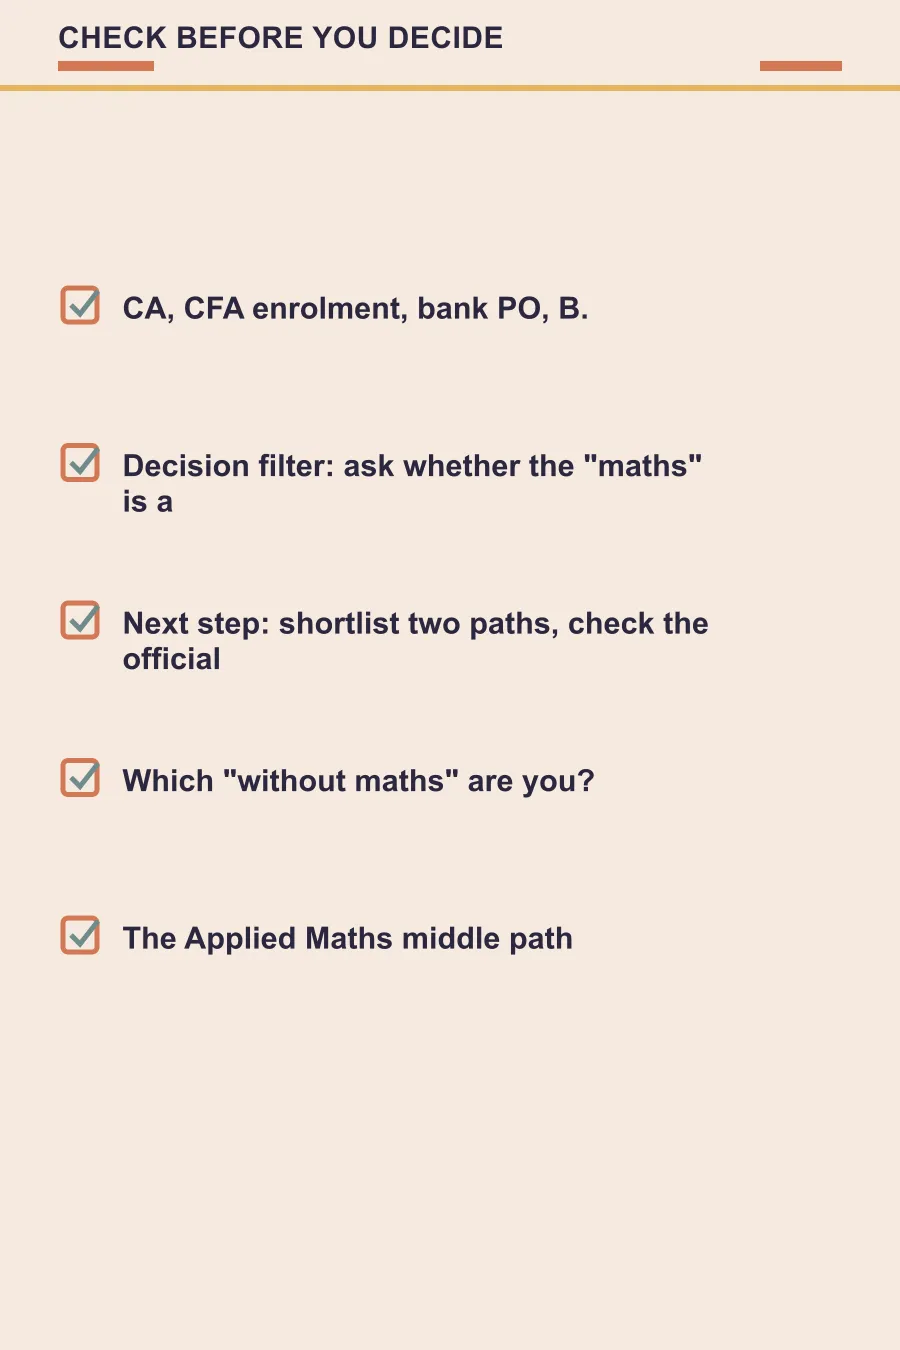 CHECK BEFORE YOU DECIDE
CA, CFA enrolment, bank PO, B.
Decision filter: ask whether the "maths"
is a
Next step: shortlist two paths, check the
official
Which "without maths" are you?
The Applied Maths middle path